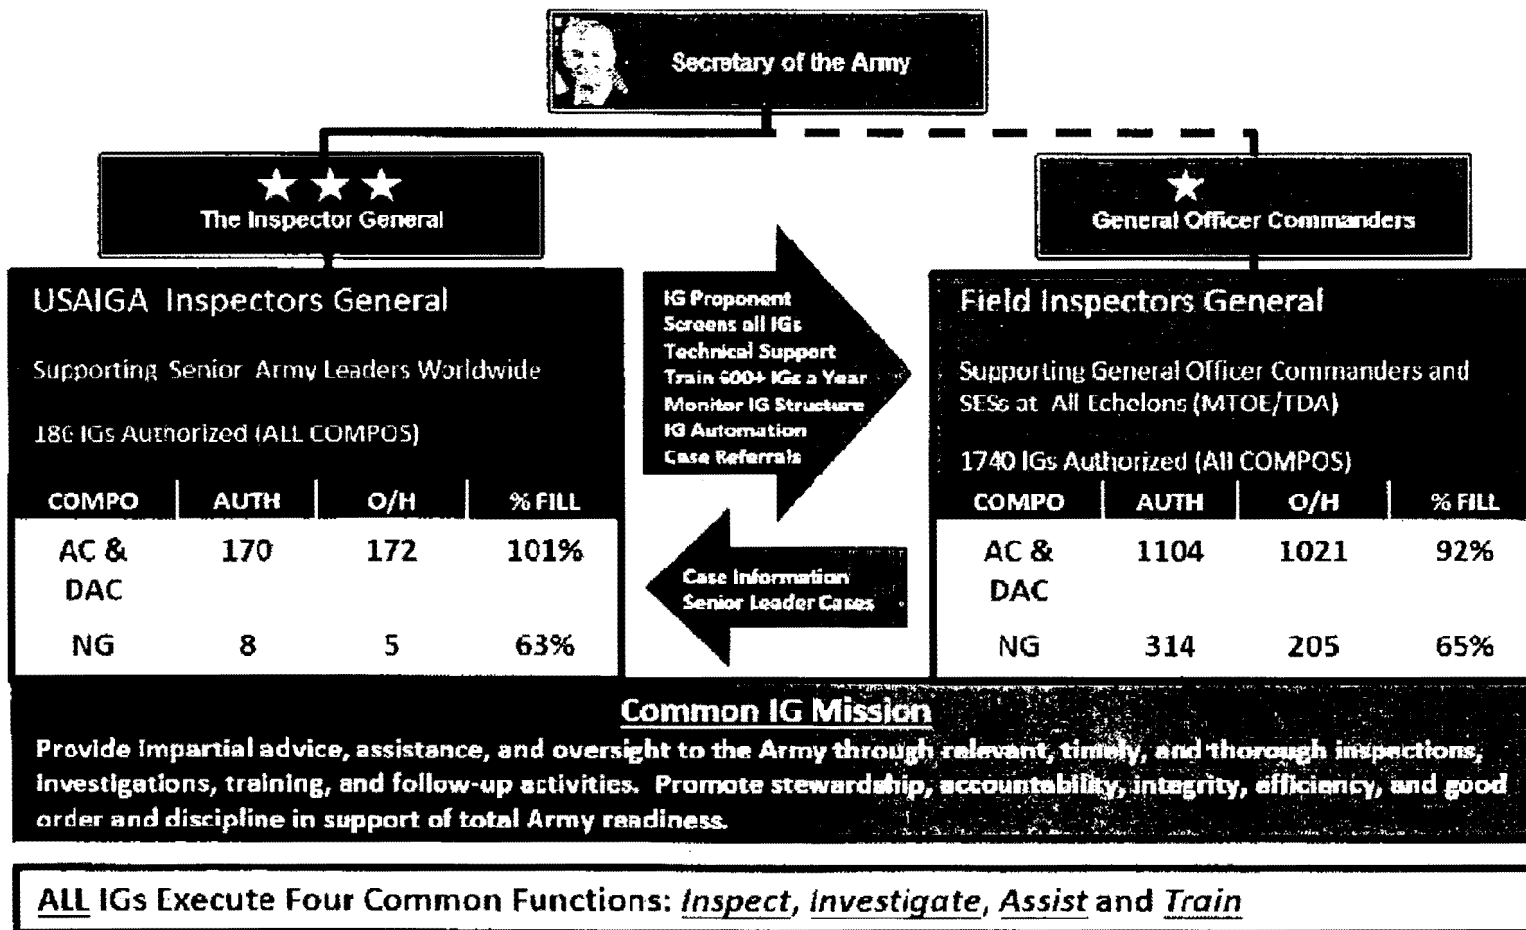 Secretary of the Army
The Inspector General
General Officer Commanders
USAIGA Inspectors General
Supporting Senior Army Leaders Worldwide
186 IGs Authorized (ALL COMPOS)
COMPO AUTH O/H % FILL
AC & 170 172 101%
DAC
NG 8 5 63%
IG Proponent
Screens all IGs
Technical Support
Train 600+ IGs a Year
Monitor IG Structure
IG Automation
Case Referrals
Case Information
Senior Leader Cases
Field Inspectors General
Supporting General Officer Commanders and
SESs at All Echelons (MTOE/TDA)
1740 IGs Authorized (All COMPOS)
COMPO AUTH O/H % FILL
AC & 1104 1021 92%
DAC
NG 314 205 65%
Common IG Mission
Provide Impartial advice, assistance, and oversight to the Army through relevant, timely, and thorough inspections,
investigations, training, and follow-up activities. Promote stewardship, accountability, integrity, efficiency, and good
order and discipline in support of total Army readiness.
ALL IGs Execute Four Common Functions: Inspect, Investigate, Assist and Train